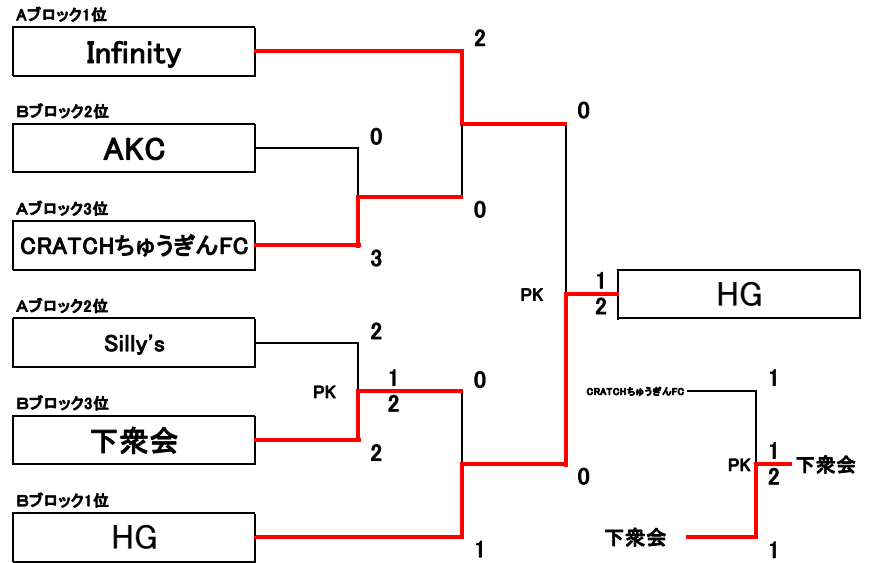 Aブロック1位
Infinity
2
0
Bブロック2位
AKC
0
Aブロック3位
0
CRATCHちゅうぎんFC
3
1
PK
2
HG
Aブロック2位
Silly's
2
0
1
PK
2
CRATCHちゅうぎんFC
1
Bブロック3位
下衆会
2
1
PK
2
下衆会
0
Bブロック1位
HG
1
下衆会
1